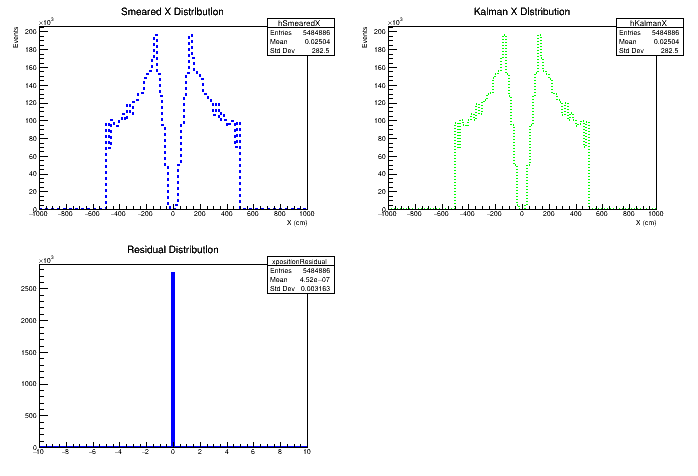 Smeared X Distribution
×10³
Events
hSmearedX
Entries 5484886
Mean 0.02504
Std Dev 282.5
200
180
160
140
120
100
80
60
40
20
0
−1000 −800 −600 −400 −200 0 200 400 600 800 1000
X (cm)
Kalman X Distribution
×10³
hKalmanX
Entries 5484886
Mean 0.02504
Std Dev 282.5
200
180
160
140
120
100
80
60
40
20
0
−1000 −800 −600 −400 −200 0 200 400 600 800 1000
X (cm)
Residual Distribution
×10³
xpositionResidual
Entries 5484886
Mean 4.52e−07
Std Dev 0.003163
2500
2000
1500
1000
500
0
−10 −8 −6 −4 −2 0 2 4 6 8 10